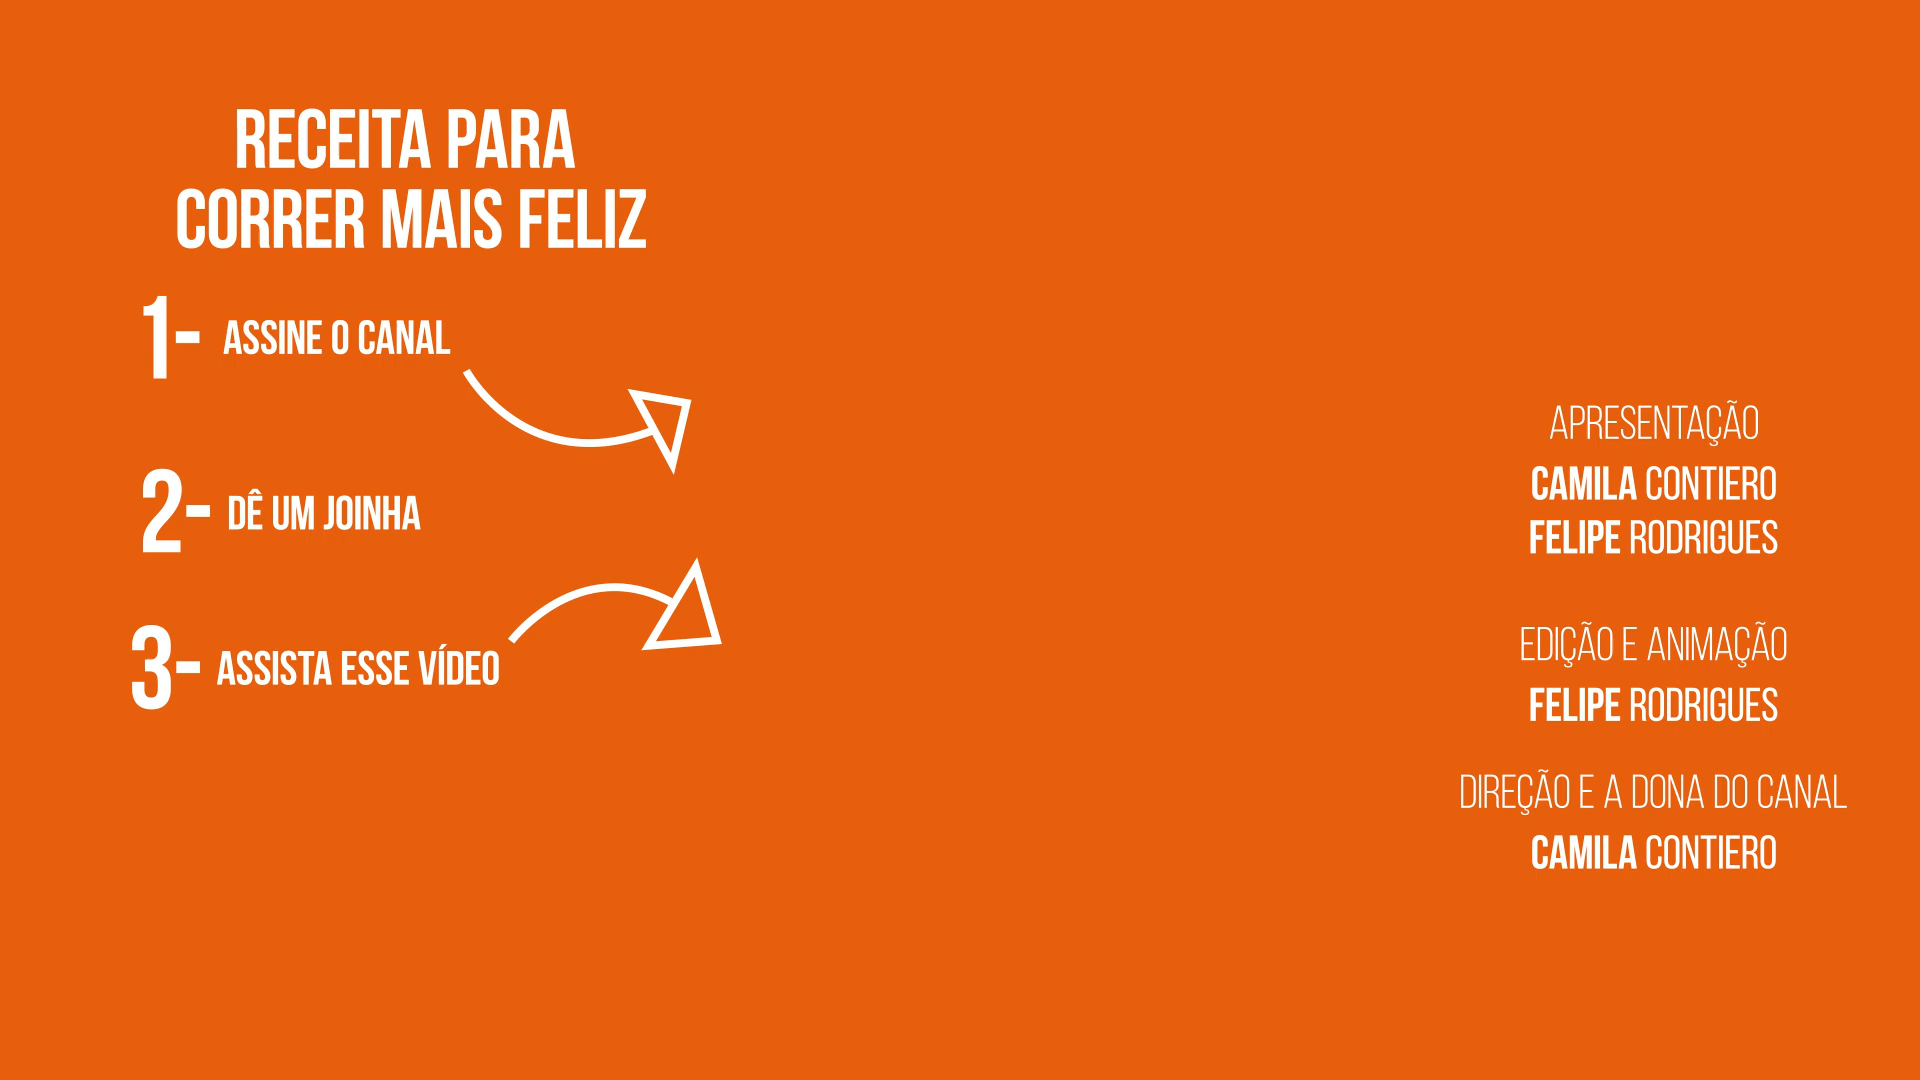 RECEITA PARA
CORRER MAIS FELIZ
1- ASSINE O CANAL
2- DÊ UM JOINHA
3- ASSISTA ESSE VÍDEO
APRESENTAÇÃO
CAMILA CONTIERO
FELIPE RODRIGUES
EDIÇÃO E ANIMAÇÃO
FELIPE RODRIGUES
DIREÇÃO E A DONA DO CANAL
CAMILA CONTIERO